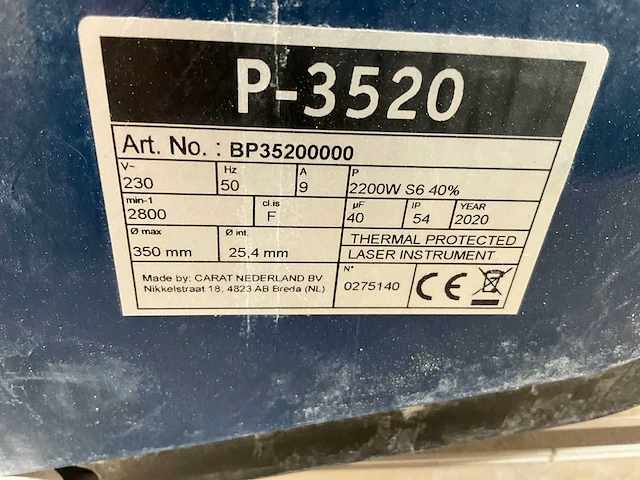 P-3520
Art. No. : BP35200000
V~ 230 Hz 50 A 9 P 2200W S6 40%
min-1 2800 cl.is F µF 40 IP 54 YEAR 2020
Ø max 350 mm Ø int. 25,4 mm
THERMAL PROTECTED
LASER INSTRUMENT
Made by: CARAT NEDERLAND BV
Nikkelstraat 18, 4823 AB Breda (NL)
N° 0275140
CE